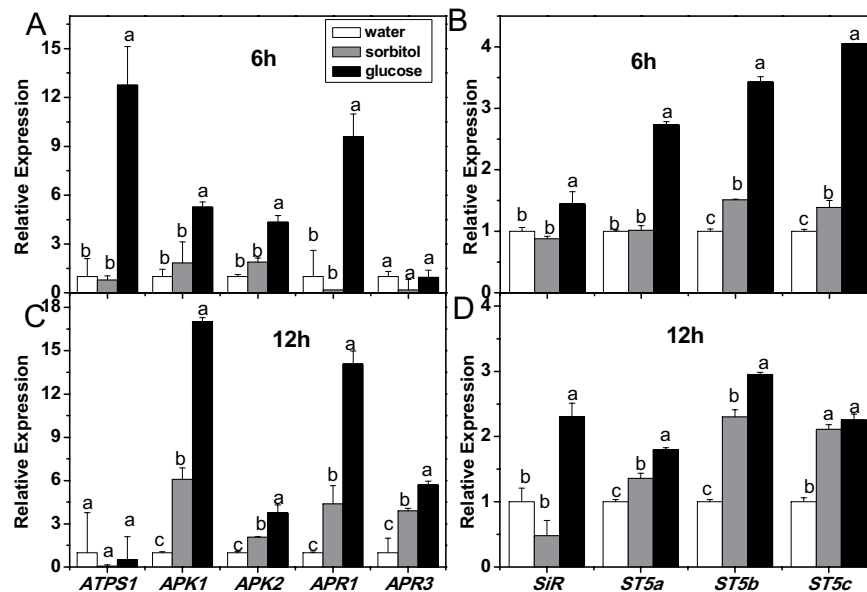 A
15
12
9
6
3
0
Relative Expression
6h
water
sorbitol
glucose
b b a
b b a
b b a
b b a
a a a
B
4
3
2
1
0
Relative Expression
6h
b b a
b b a
c b a
c b a
C
18
15
12
9
6
3
0
Relative Expression
12h
a a a
c b a
c b a
c b a
c b a
ATPS1 APK1 APK2 APR1 APR3
D
4
3
2
1
0
Relative Expression
12h
b b a
c b a
c b a
b a a
SiR ST5a ST5b ST5c